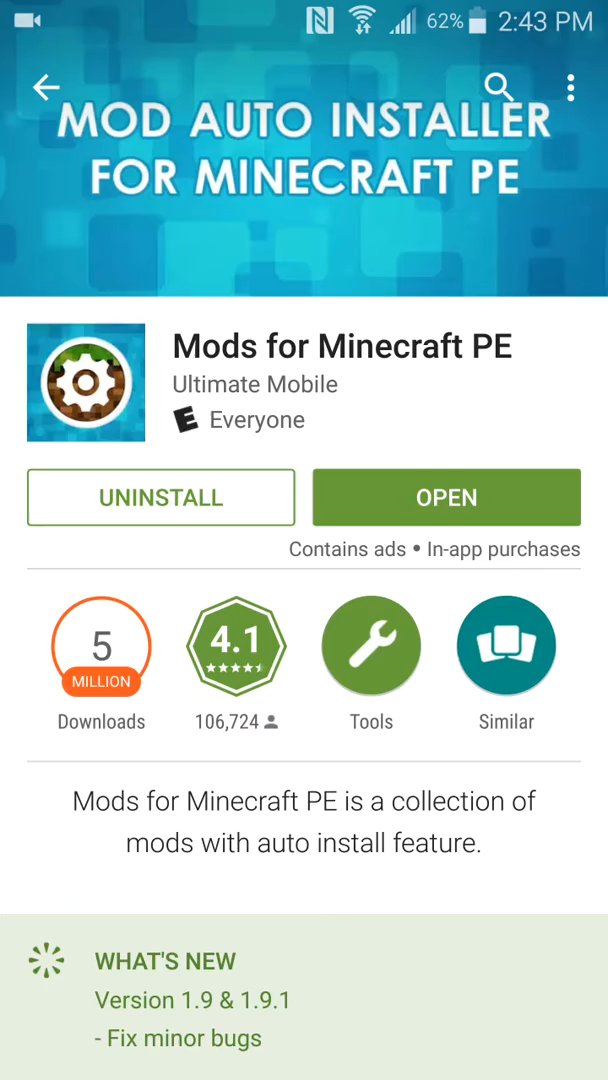 62% 2:43 PM
MOD AUTO INSTALLER
FOR MINECRAFT PE
Mods for Minecraft PE
Ultimate Mobile
E Everyone
UNINSTALL
OPEN
Contains ads • In-app purchases
5
MILLION
4.1
Downloads
106,724
Tools
Similar
Mods for Minecraft PE is a collection of
mods with auto install feature.
WHAT'S NEW
Version 1.9 & 1.9.1
- Fix minor bugs